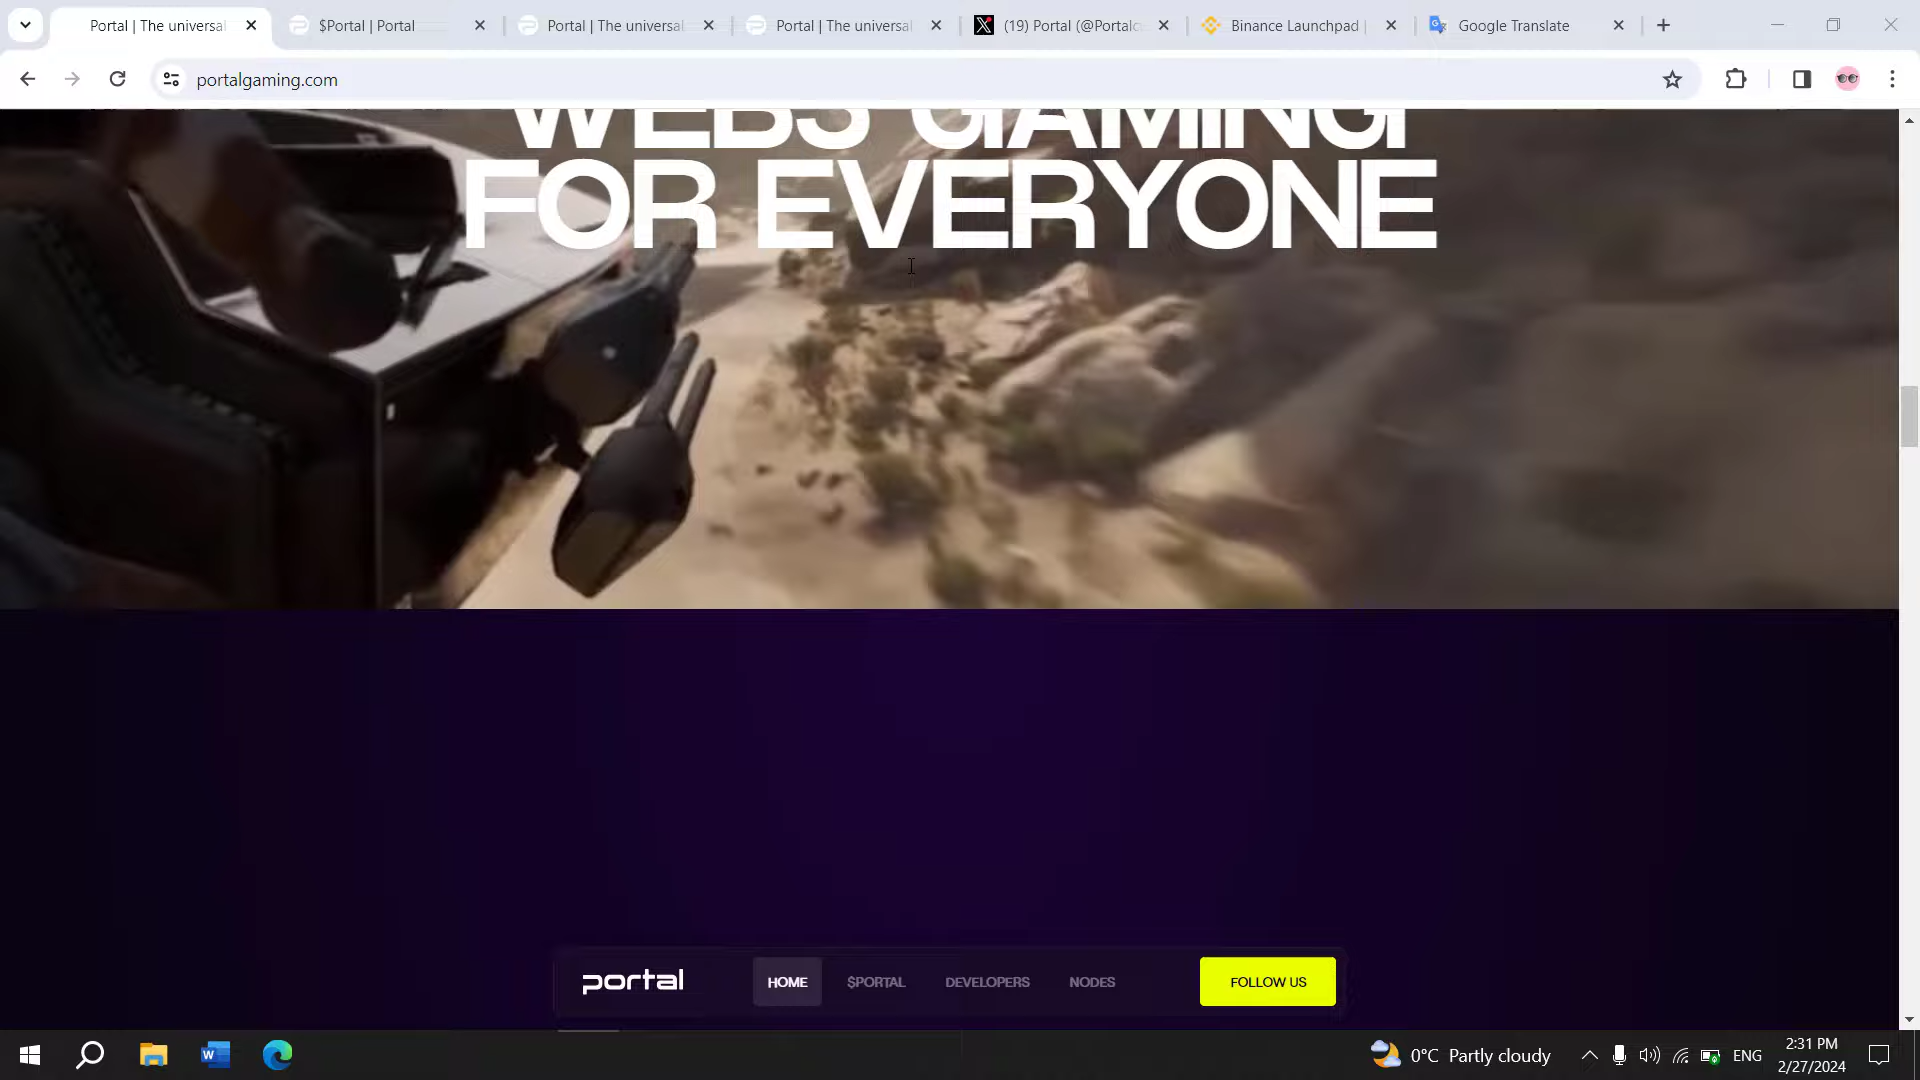 Portal | The universal
$Portal | Portal
Portal | The universal
Portal | The universal
(19) Portal (@Portalc
Binance Launchpad |
Google Translate
portalgaming.com
WEB3 GAMING
FOR EVERYONE
portal
HOME
$PORTAL
DEVELOPERS
NODES
FOLLOW US
0°C Partly cloudy
ENG
2:31 PM
2/27/2024